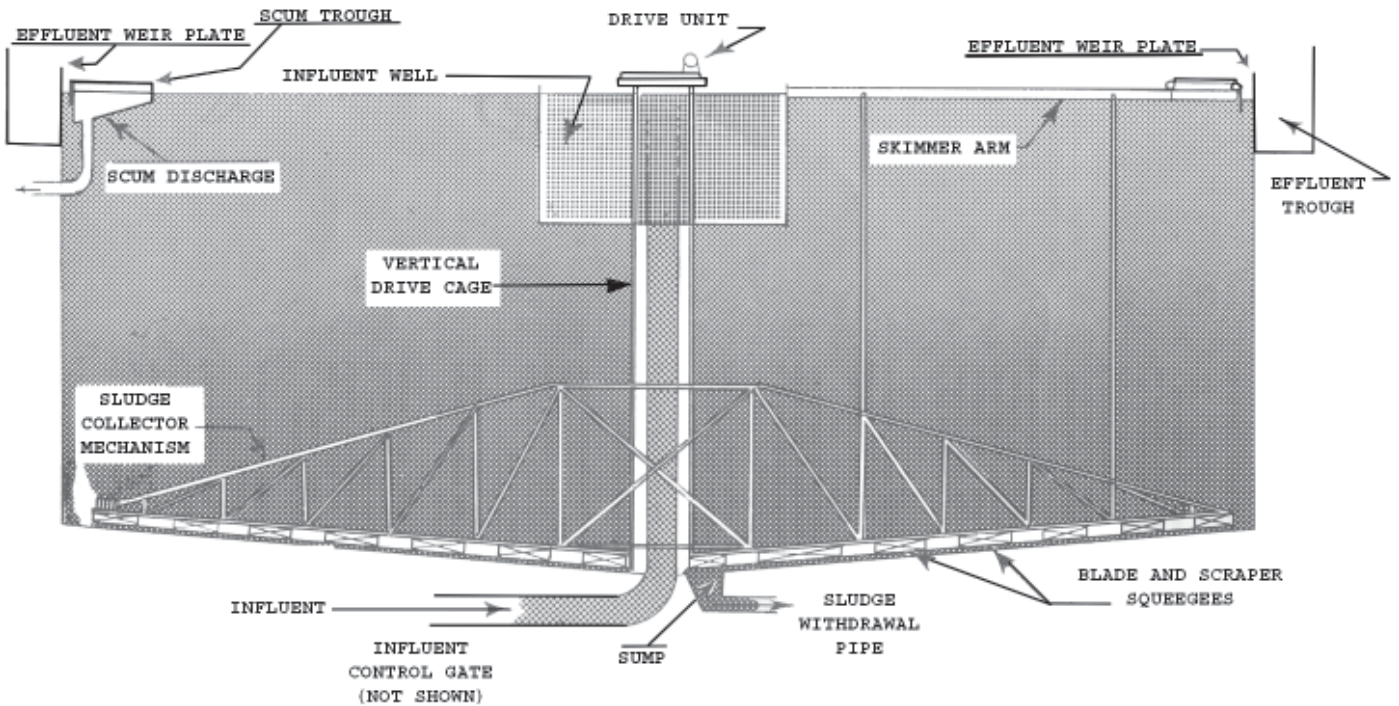 SCUM TROUGH
DRIVE UNIT
EFFLUENT WEIR PLATE
EFFLUENT WEIR PLATE
INFLUENT WELL
SKIMMER ARM
SCUM DISCHARGE
EFFLUENT
TROUGH
VERTICAL
DRIVE CAGE
SLUDGE
COLLECTOR
MECHANISM
BLADE AND SCRAPER
SQUEEGEES
INFLUENT
SLUDGE
WITHDRAWAL
PIPE
INFLUENT
CONTROL GATE
(NOT SHOWN)
SUMP